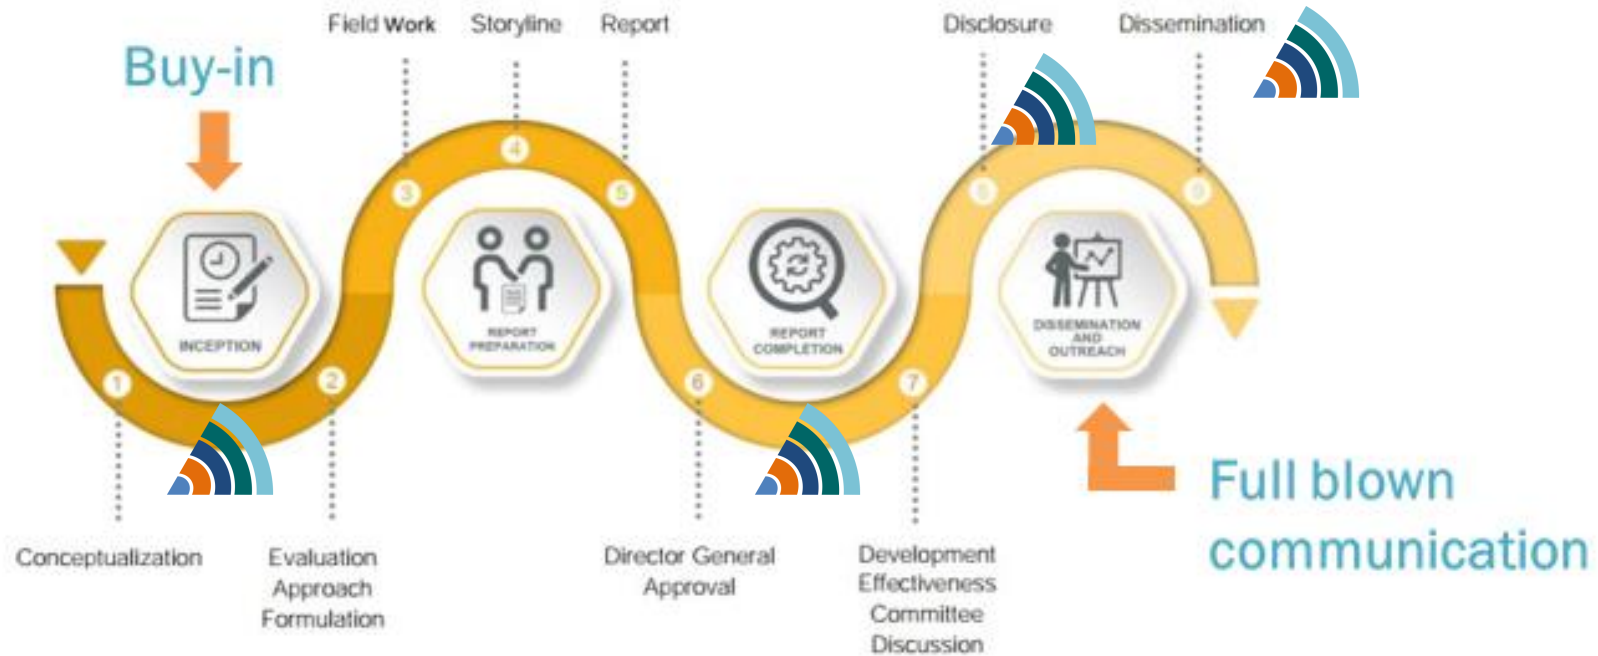 Field Work
Storyline
Report
Disclosure
Dissemination
Buy-in
3
4
5
8
9
INCEPTION
REPORT
PREPARATION
REPORT
COMPLETION
DISSEMINATION
AND
OUTREACH
1
2
6
7
Conceptualization
Evaluation
Approach
Formulation
Director General
Approval
Development
Effectiveness
Committee
Discussion
Full blown
communication